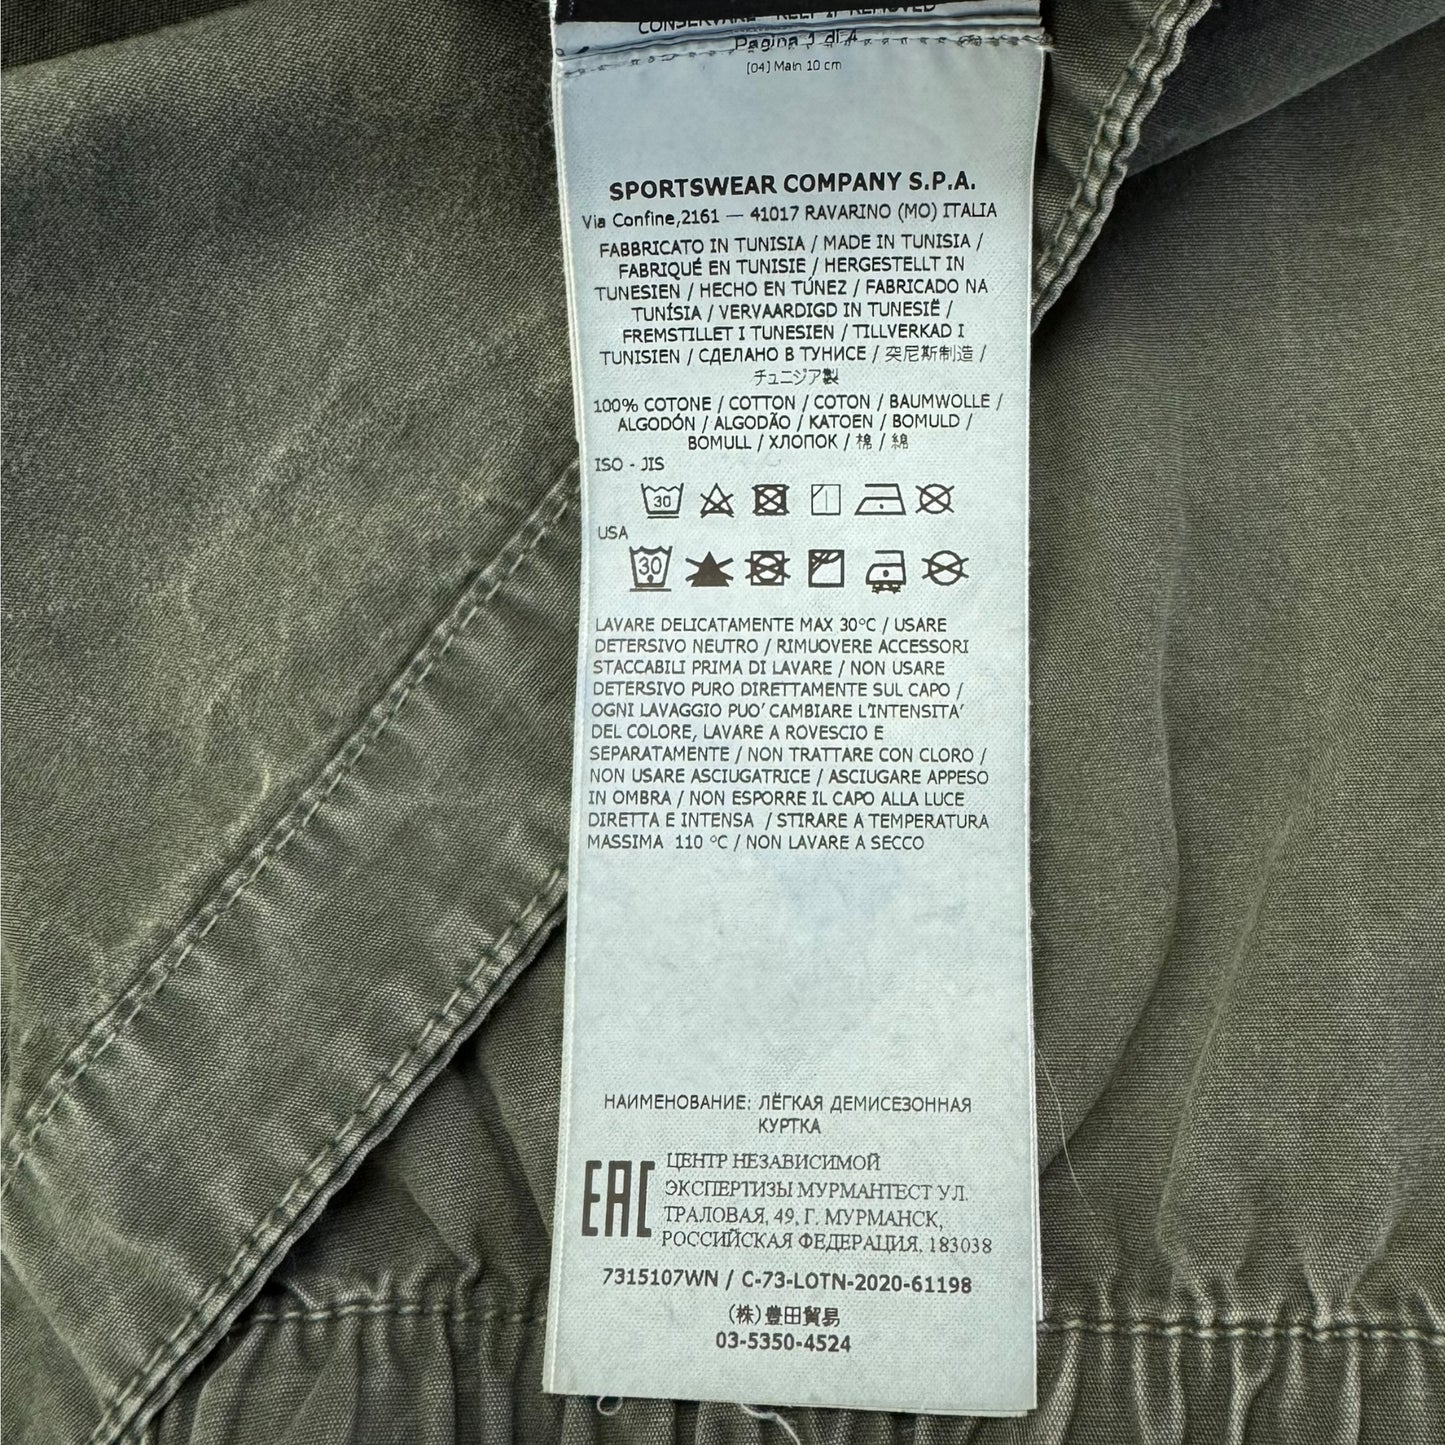 CONSERVARE - KEEP IF REMOVED
Pagina 1 di 4
[04] Main 10 cm
SPORTSWEAR COMPANY S.P.A.
Via Confine,2161 — 41017 RAVARINO (MO) ITALIA
FABBRICATO IN TUNISIA / MADE IN TUNISIA /
FABRIQUÉ EN TUNISIE / HERGESTELLT IN
TUNESIEN / HECHO EN TÚNEZ / FABRICADO NA
TUNÍSIA / VERVAARDIGD IN TUNESIË /
FREMSTILLET I TUNESIEN / TILLVERKAD I
TUNISIEN / СДЕЛАНО В ТУНИСЕ / 突尼斯制造 /
チュニジア製
100% COTONE / COTTON / COTON / BAUMWOLLE /
ALGODÓN / ALGODÃO / KATOEN / BOMULD /
BOMULL / ХЛОПОК / 棉 / 綿
ISO - JIS
30
USA
30
LAVARE DELICATAMENTE MAX 30°C / USARE
DETERSIVO NEUTRO / RIMUOVERE ACCESSORI
STACCABILI PRIMA DI LAVARE / NON USARE
DETERSIVO PURO DIRETTAMENTE SUL CAPO /
OGNI LAVAGGIO PUO' CAMBIARE L'INTENSITA'
DEL COLORE, LAVARE A ROVESCIO E
SEPARATAMENTE / NON TRATTARE CON CLORO /
NON USARE ASCIUGATRICE / ASCIUGARE APPESO
IN OMBRA / NON ESPORRE IL CAPO ALLA LUCE
DIRETTA E INTENSA / STIRARE A TEMPERATURA
MASSIMA 110 °C / NON LAVARE A SECCO
НАИМЕНОВАНИЕ: ЛЁГКАЯ ДЕМИСЕЗОННАЯ
КУРТКА
EAC
ЦЕНТР НЕЗАВИСИМОЙ
ЭКСПЕРТИЗЫ МУРМАНТЕСТ УЛ.
ТРАЛОВАЯ, 49, Г. МУРМАНСК,
РОССИЙСКАЯ ФЕДЕРАЦИЯ, 183038
7315107WN / C-73-LOTN-2020-61198
(株)豊田貿易
03-5350-4524